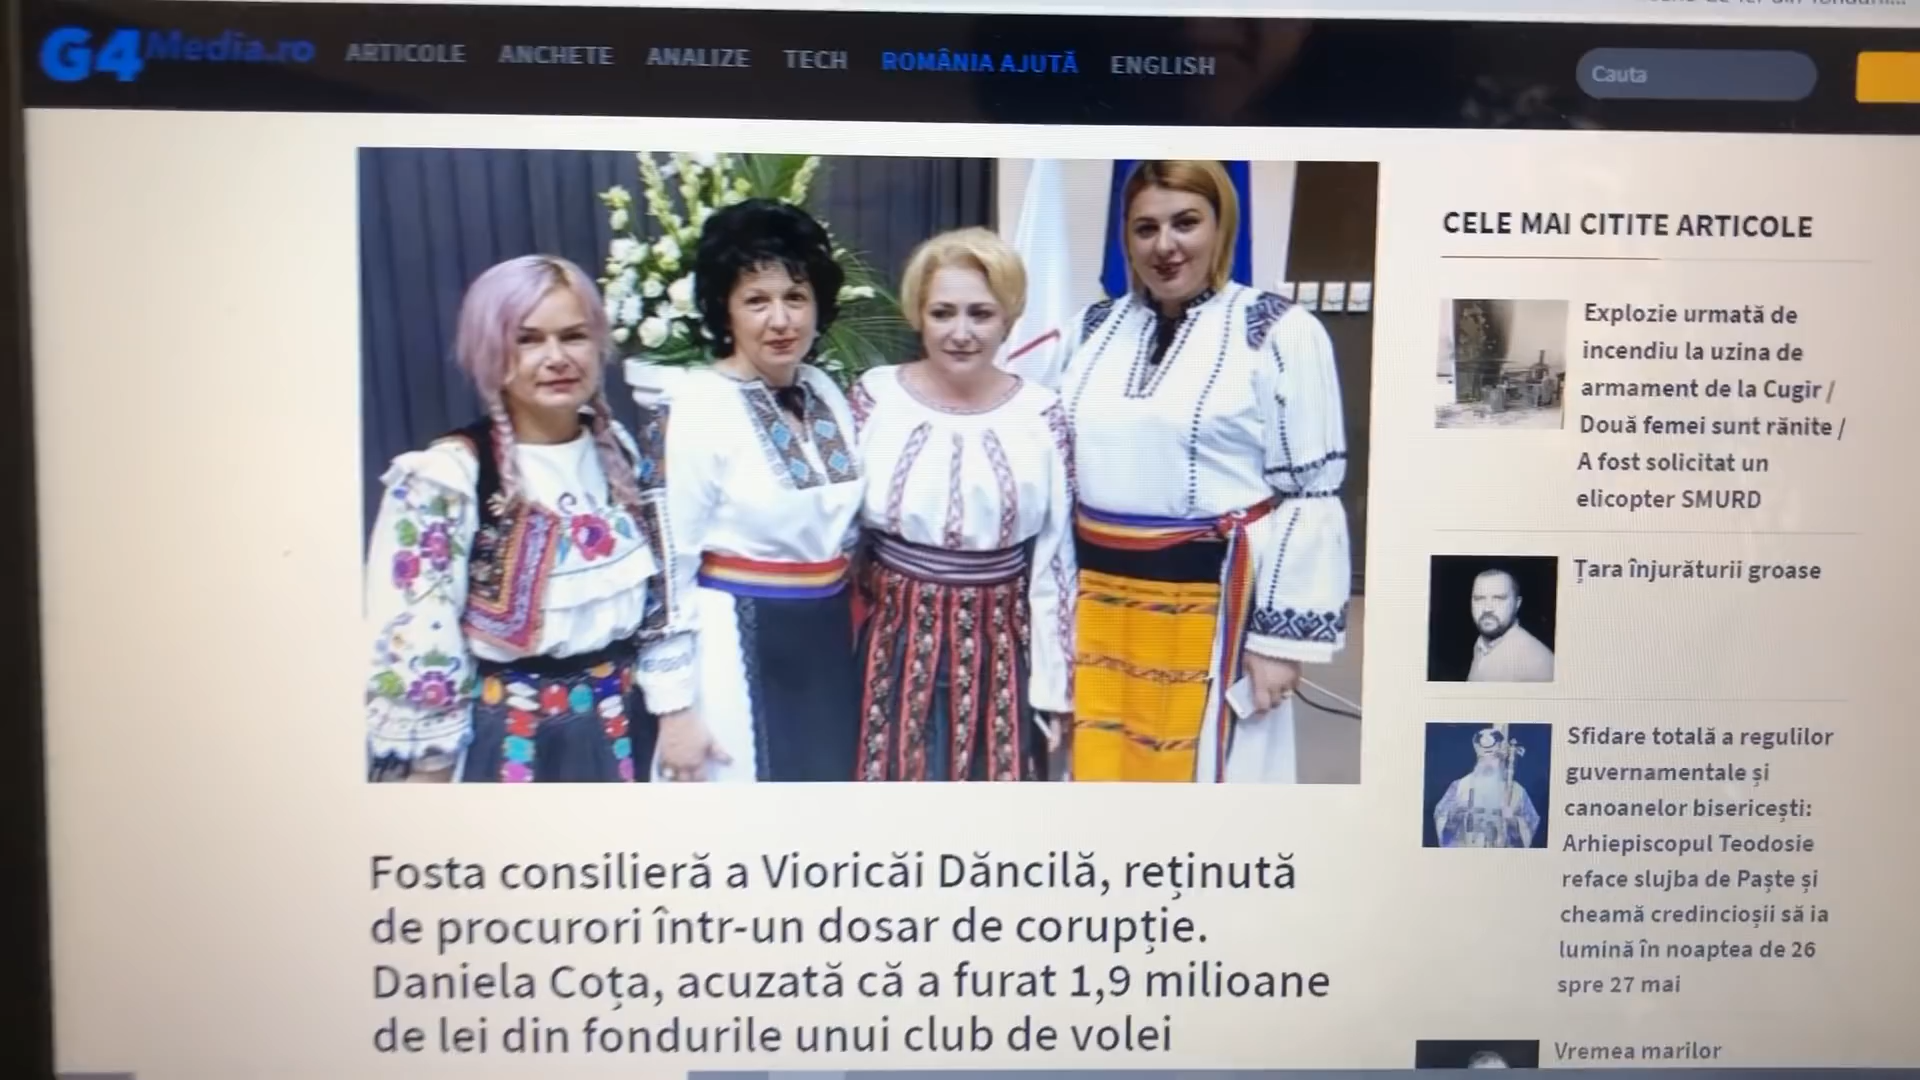 G4Media.ro
ARTICOLE ANCHETE ANALIZE TECH ROMÂNIA AJUTĂ ENGLISH
Cauta
Fosta consilieră a Vioricăi Dăncilă, reținută
de procurori într-un dosar de corupție.
Daniela Coța, acuzată că a furat 1,9 milioane
de lei din fondurile unui club de volei
CELE MAI CITITE ARTICOLE
Explozie urmată de
incendiu la uzina de
armament de la Cugir /
Două femei sunt rănite /
A fost solicitat un
elicopter SMURD
Țara înjurăturii groase
Sfidare totală a regulilor
guvernamentale și
canoanelor bisericești:
Arhiepiscopul Teodosie
reface slujba de Paște și
cheamă credincioșii să ia
lumină în noaptea de 26
spre 27 mai
Vremea marilor